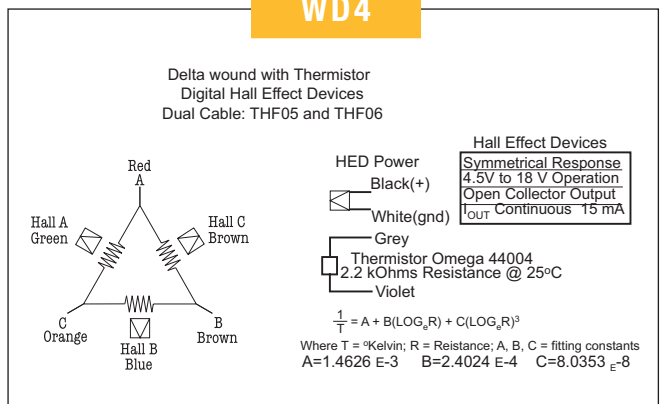 WD4
Delta wound with Thermistor
Digital Hall Effect Devices
Dual Cable: THF05 and THF06
Red
A
Hall A
Green
Hall C
Brown
C
Orange
Hall B
Blue
B
Brown
HED Power
Black(+)
White(gnd)
Grey
Thermistor Omega 44004
2.2 kOhms Resistance @ 25°C
Violet
Hall Effect Devices
Symmetrical Response
4.5V to 18 V Operation
Open Collector Output
IOUT Continuous 15 mA
1/T = A + B(LOGeR) + C(LOGeR)³
Where T = ºKelvin; R = Reistance; A, B, C = fitting constants
A=1.4626 E-3 B=2.4024 E-4 C=8.0353 E-8